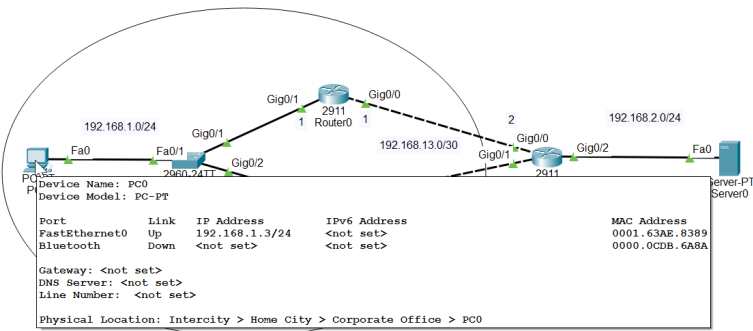 Gig0/1
Gig0/0
2911
Router0
1
1
192.168.1.0/24
2
192.168.2.0/24
Gig0/1
Gig0/0
192.168.13.0/30
Fa0
Fa0/1
Gig0/1
Gig0/2
Fa0
Gig0/2
2960-24TT
2911
Server-PT
Server0
Device Name: PC0
Device Model: PC-PT
Port Link IP Address IPv6 Address MAC Address
FastEthernet0 Up 192.168.1.3/24 <not set> 0001.63AE.8389
Bluetooth Down <not set> <not set> 0000.0CDB.6A8A
Gateway: <not set>
DNS Server: <not set>
Line Number: <not set>
Physical Location: Intercity > Home City > Corporate Office > PC0